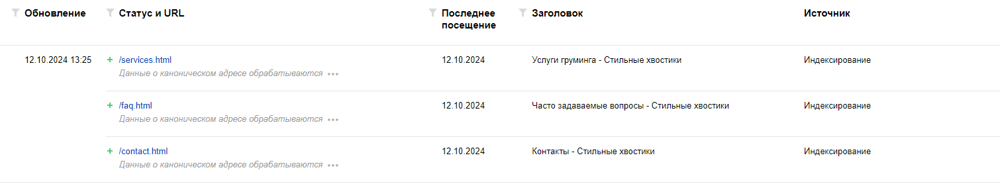 Обновление
Статус и URL
Последнее
посещение
Заголовок
Источник
12.10.2024 13:25
+ /services.html
12.10.2024
Услуги груминга - Стильные хвостики
Индексирование
Данные о каноническом адресе обрабатываются •••
+ /faq.html
12.10.2024
Часто задаваемые вопросы - Стильные хвостики
Индексирование
Данные о каноническом адресе обрабатываются •••
+ /contact.html
12.10.2024
Контакты - Стильные хвостики
Индексирование
Данные о каноническом адресе обрабатываются •••